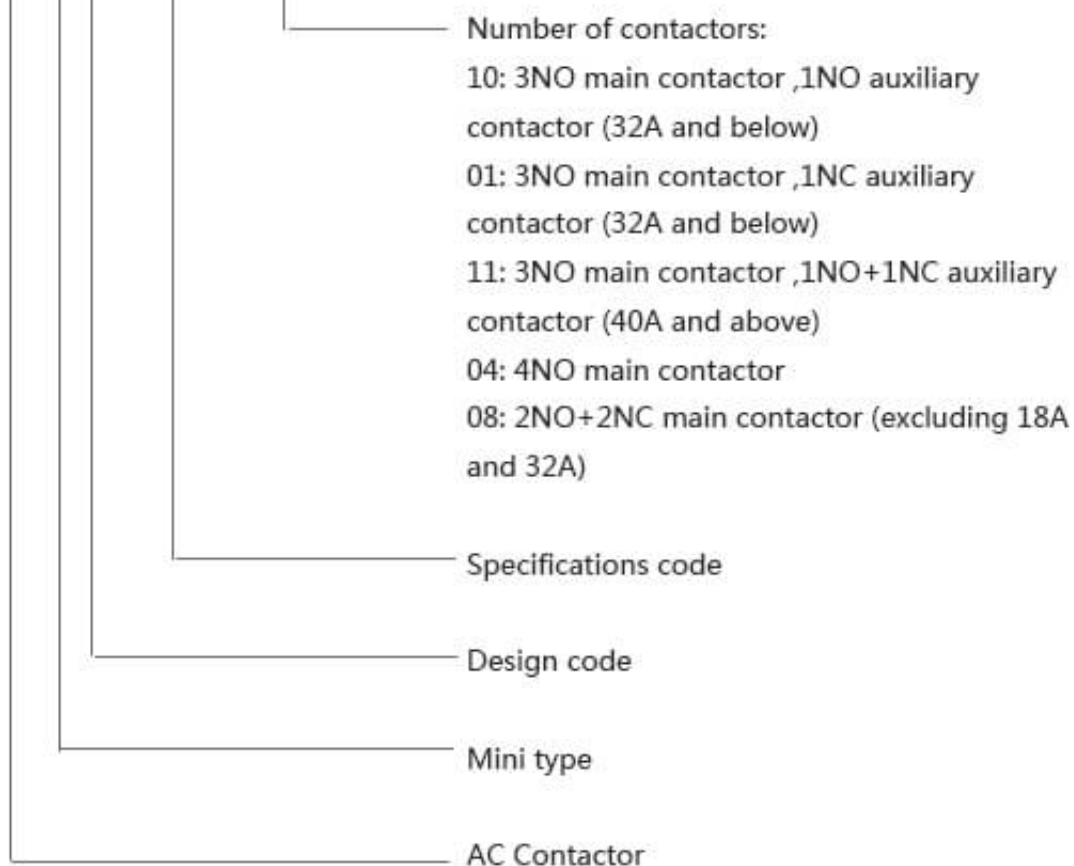 Number of contactors:
10: 3NO main contactor ,1NO auxiliary
contactor (32A and below)
01: 3NO main contactor ,1NC auxiliary
contactor (32A and below)
11: 3NO main contactor ,1NO+1NC auxiliary
contactor (40A and above)
04: 4NO main contactor
08: 2NO+2NC main contactor (excluding 18A
and 32A)
Specifications code
Design code
Mini type
AC Contactor